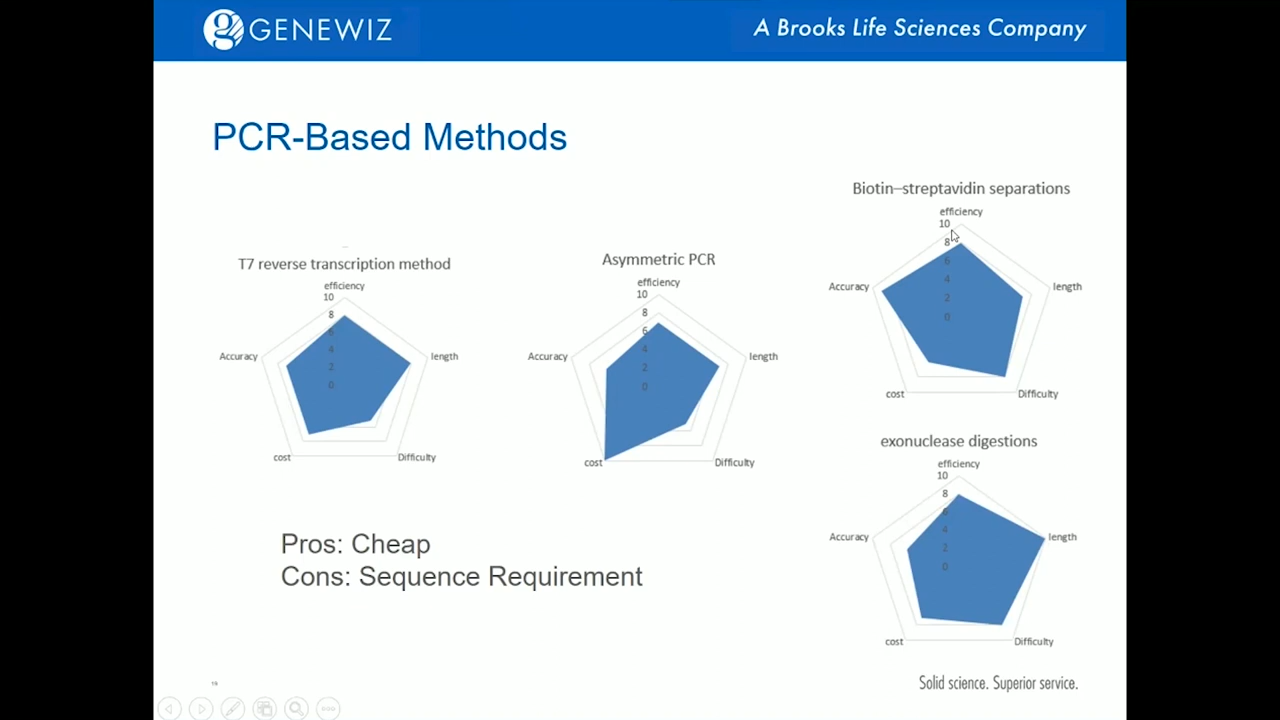 GENEWIZ
A Brooks Life Sciences Company
PCR-Based Methods
T7 reverse transcription method
efficiency
10
8
6
4
2
0
Accuracy
length
cost
Difficulty
Asymmetric PCR
efficiency
10
8
6
4
2
0
Accuracy
length
cost
Difficulty
Biotin–streptavidin separations
efficiency
10
8
6
4
2
0
Accuracy
length
cost
Difficulty
exonuclease digestions
efficiency
10
8
6
4
2
0
Accuracy
length
cost
Difficulty
Pros: Cheap
Cons: Sequence Requirement
Solid science. Superior service.